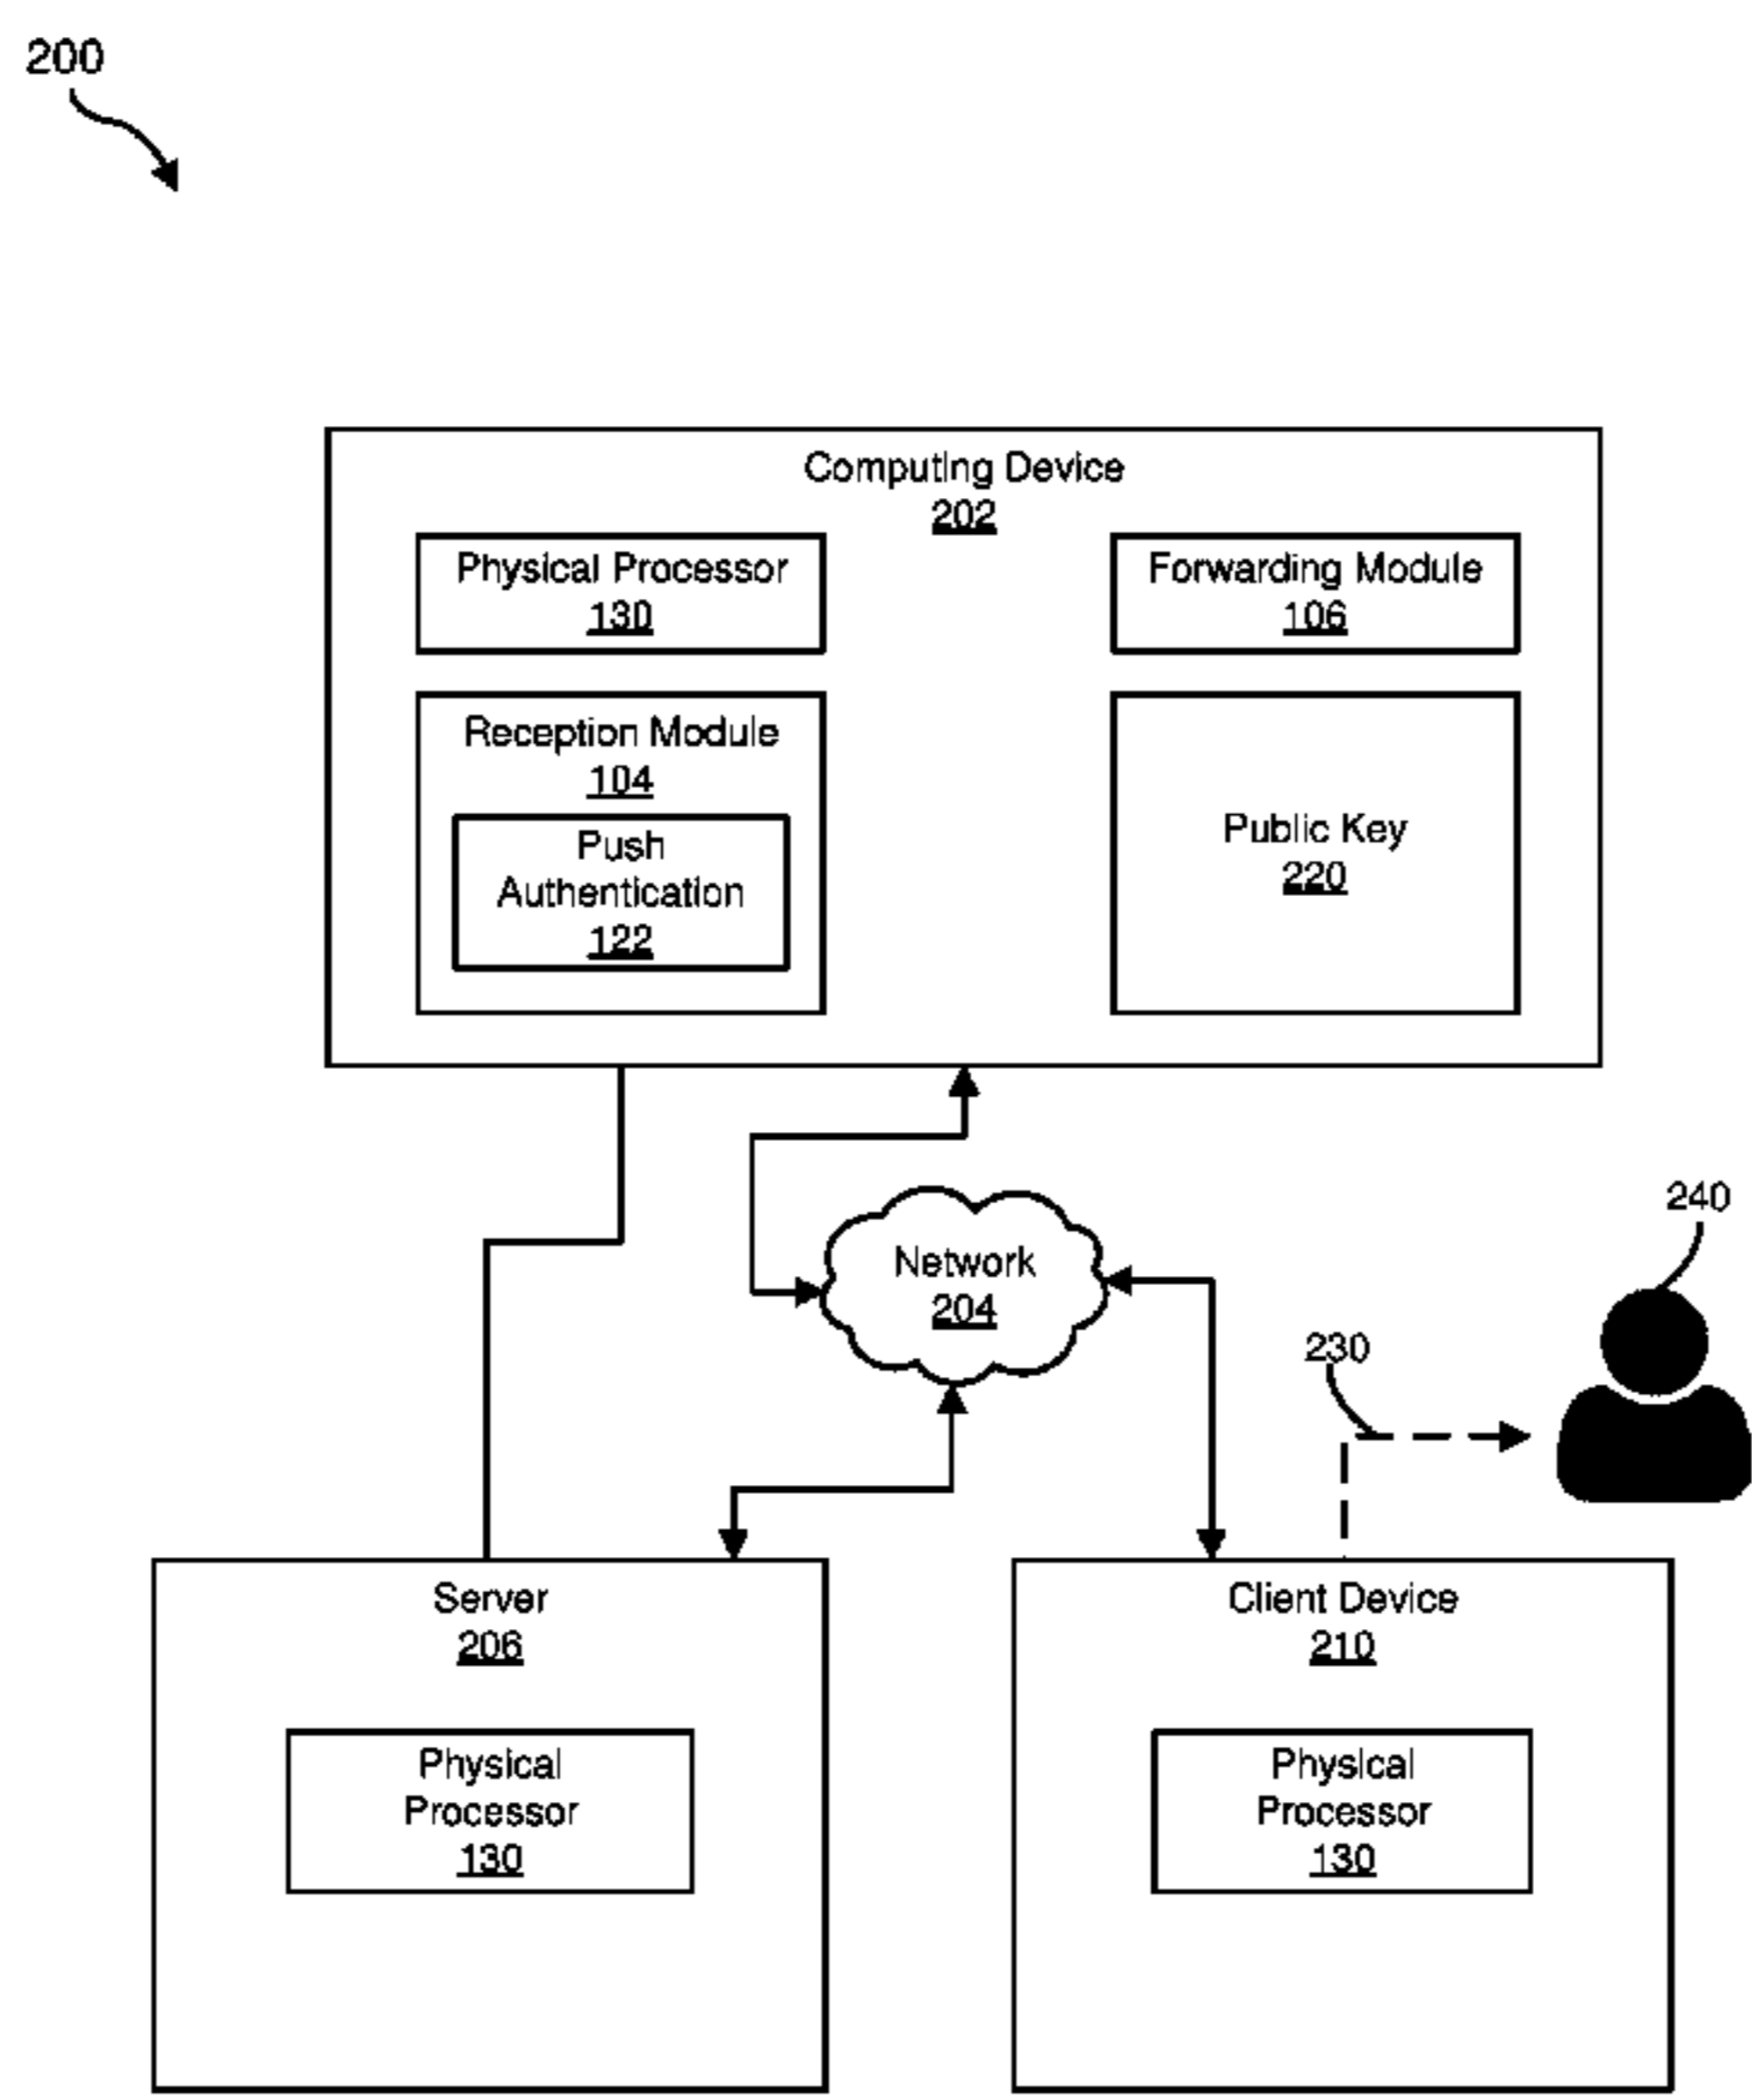 200
Computing Device
202
Physical Processor
130
Forwarding Module
106
Reception Module
104
Push
Authentication
122
Public Key
220
Network
204
240
230
Server
206
Physical
Processor
130
Client Device
210
Physical
Processor
130